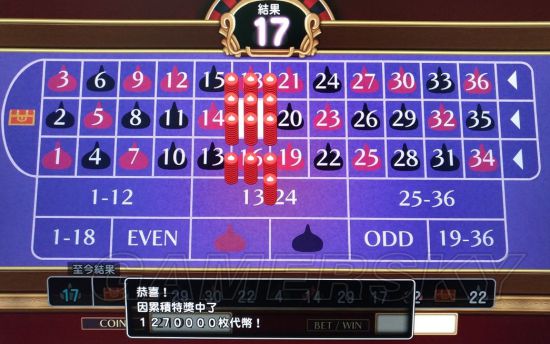 結果
17
3 6 9 12 15 18 21 24 27 30 33 36
2 5 8 11 14 20 23 26 29 32 35
1 4 7 10 13 16 19 22 25 28 31 34
1-12 13-24 25-36
1-18 EVEN ODD 19-36
至今結果
GAMERSKY
17 22
恭喜！
因累積特獎中了
１２７００００枚代幣！
COIN BET / WIN